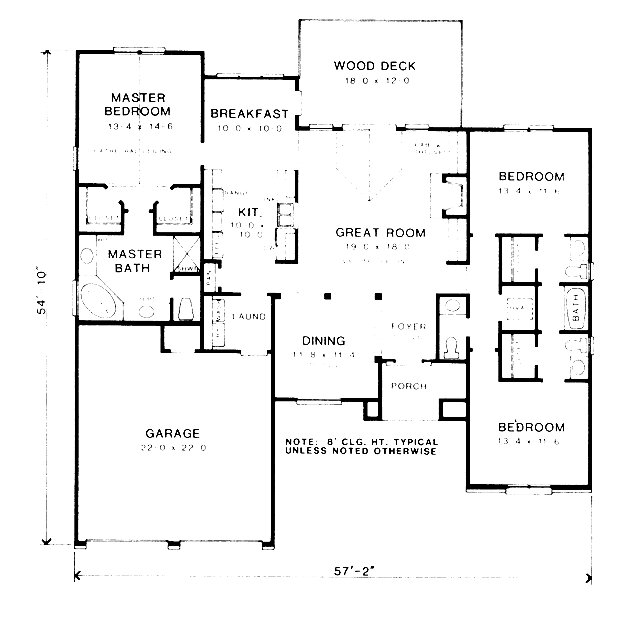 WOOD DECK
18-0 x 12-0
MASTER
BEDROOM
13-4 x 14-6
BREAKFAST
10-0 x 10-0
BEDROOM
13-4 x 11-6
RANGE
KIT.
10-0 x
10-0
GREAT ROOM
19-0 x 18-0
MASTER
BATH
54' 10"
PAN
LAUND
DINING
11-8 x 11-4
FOYER
BATH
PORCH
GARAGE
22-0 x 22-0
NOTE: 8' CLG. HT. TYPICAL
UNLESS NOTED OTHERWISE
BEDROOM
13-4 x 11-6
57'-2"